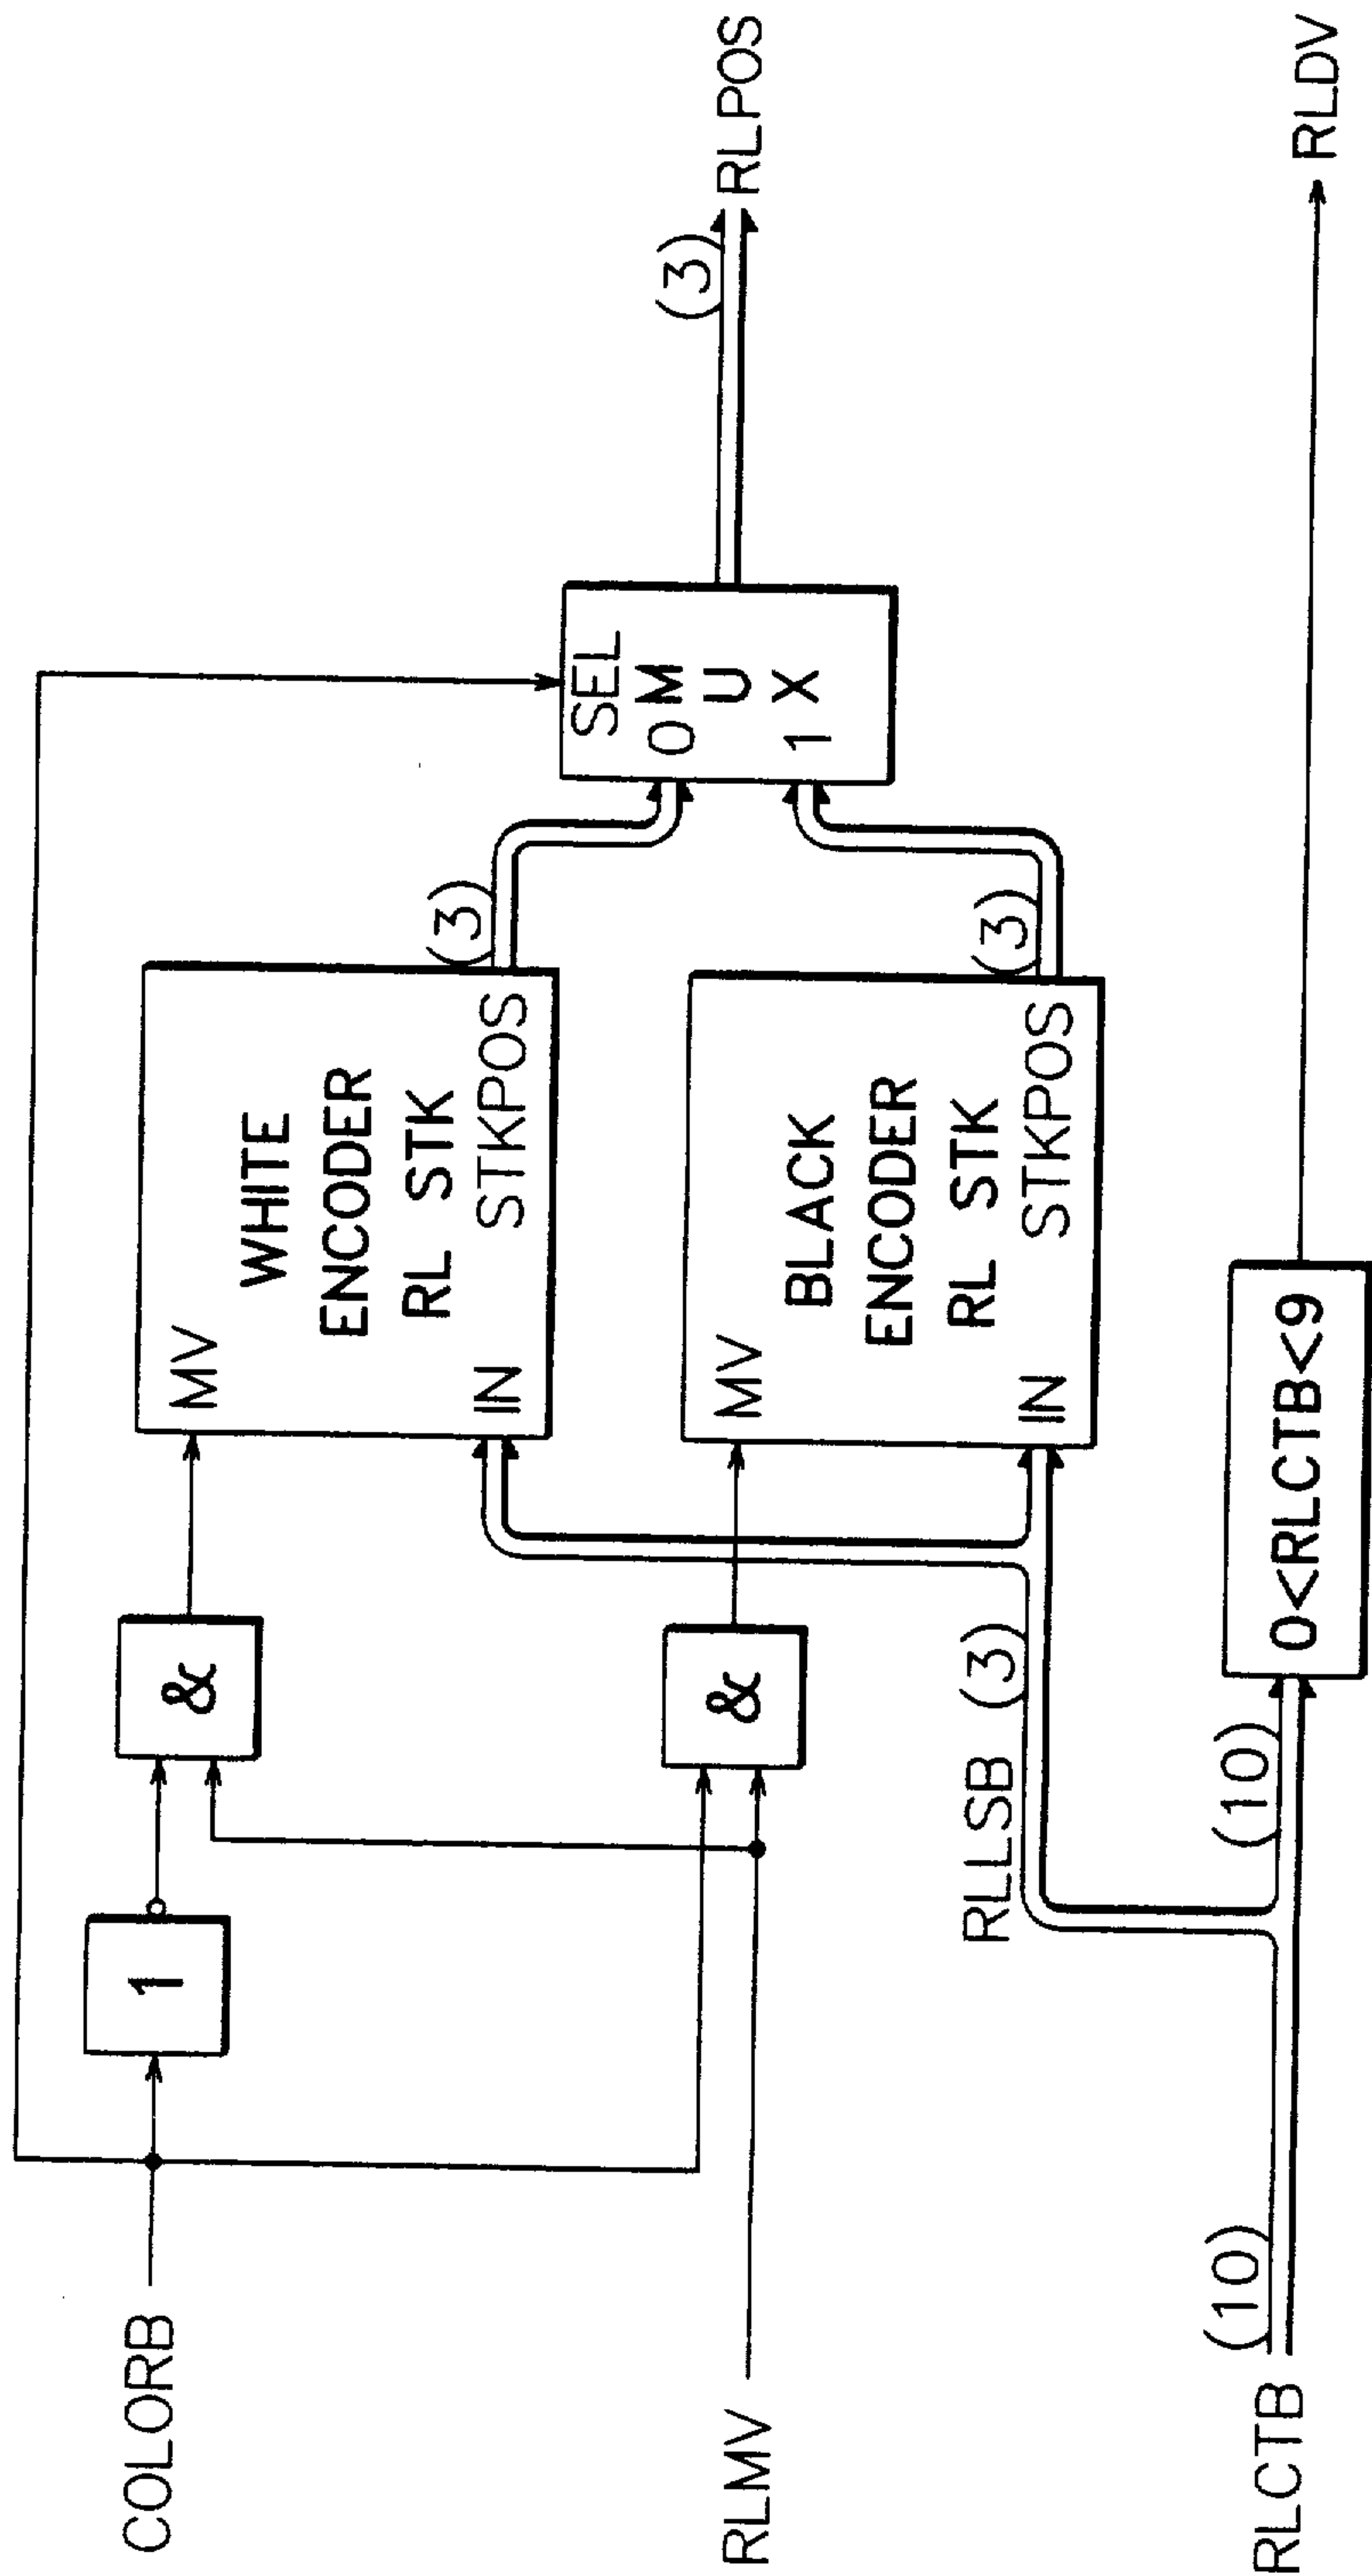 COLORB
1
&
MV
WHITE
ENCODER
RL STK
IN
STKPOS
(3)
SEL
0 M
U
1 X
(3)
RLPOS
RLMV
&
MV
BLACK
ENCODER
RL STK
IN
STKPOS
(3)
RLLSB (3)
RLCTB
(10)
(10)
0<RLCTB<9
RLDV